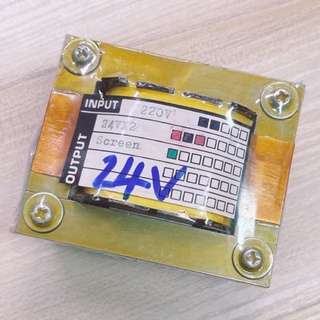 INPUT 220V
24VX2
Screen
OUTPUT
24V